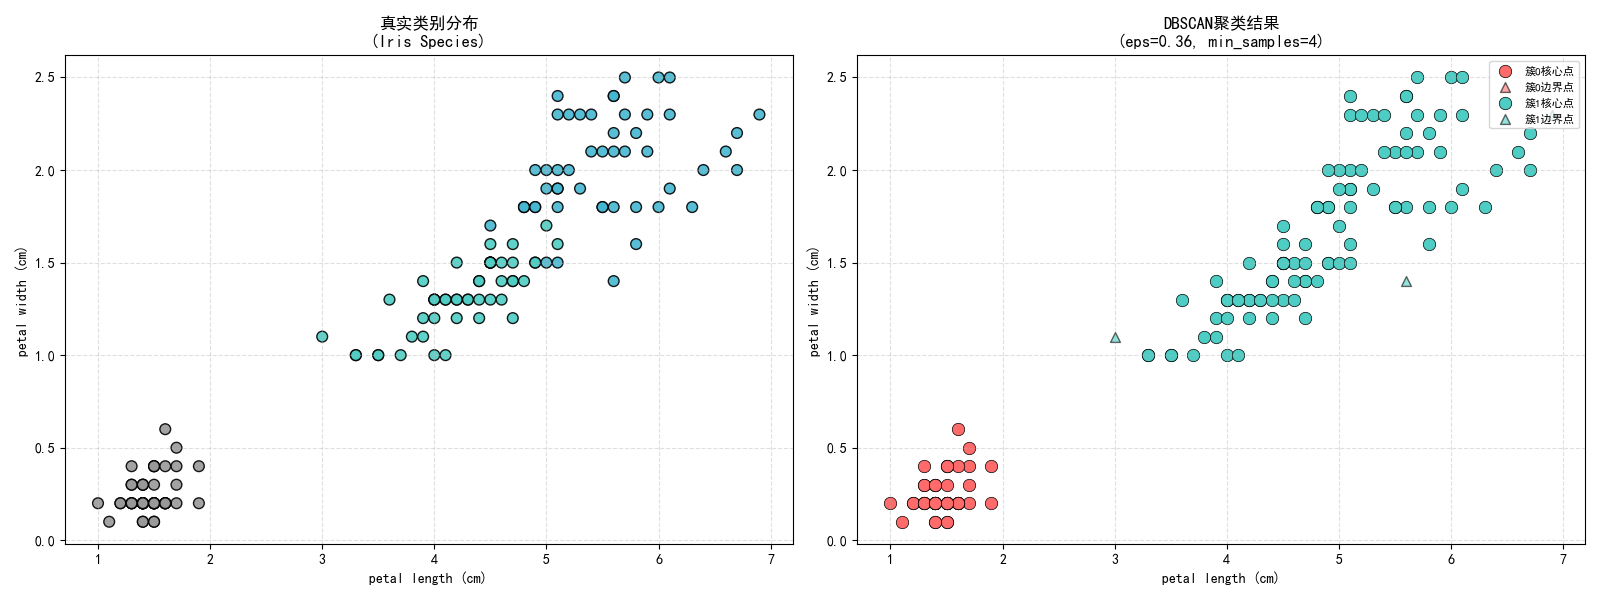 真实类别分布
(Iris Species)
2.5
2.0
1.5
1.0
0.5
0.0
petal width (cm)
1
2
3
4
5
6
7
petal length (cm)
DBSCAN聚类结果
(eps=0.36, min_samples=4)
簇0核心点
簇0边界点
簇1核心点
簇1边界点
2.5
2.0
1.5
1.0
0.5
0.0
petal width (cm)
1
2
3
4
5
6
7
petal length (cm)